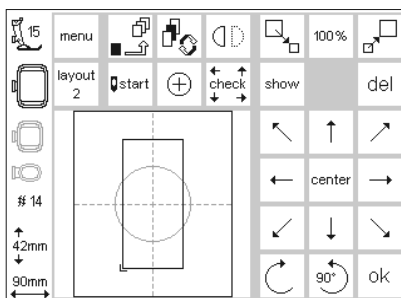 15 menu 100%
layout
2 start check show del
# 14 center
42mm
90mm 90° ok